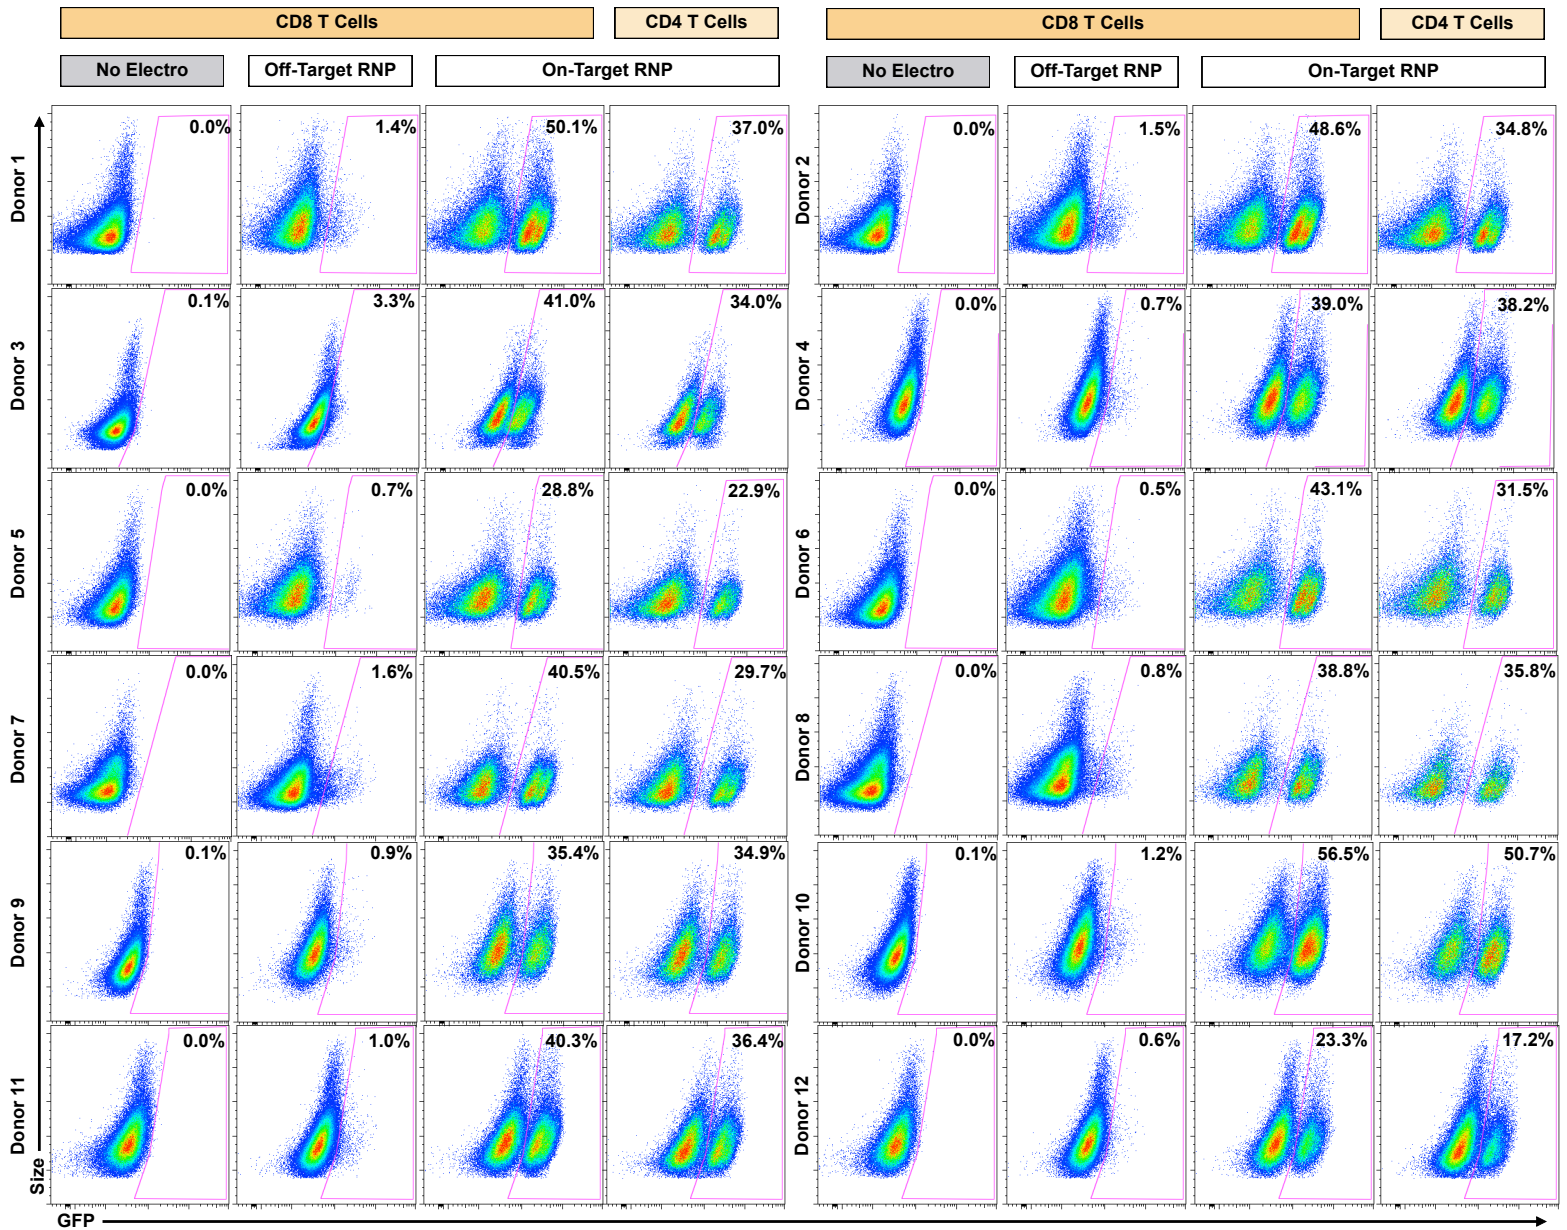 CD8 T Cells CD4 T Cells CD8 T Cells CD4 T Cells
No Electro Off-Target RNP On-Target RNP No Electro Off-Target RNP On-Target RNP
Donor 1 0.0% 1.4% 50.1% 37.0% Donor 2 0.0% 1.5% 48.6% 34.8%
Donor 3 0.1% 3.3% 41.0% 34.0% Donor 4 0.0% 0.7% 39.0% 38.2%
Donor 5 0.0% 0.7% 28.8% 22.9% Donor 6 0.0% 0.5% 43.1% 31.5%
Donor 7 0.0% 1.6% 40.5% 29.7% Donor 8 0.0% 0.8% 38.8% 35.8%
Donor 9 0.1% 0.9% 35.4% 34.9% Donor 10 0.1% 1.2% 56.5% 50.7%
Donor 11 0.0% 1.0% 40.3% 36.4% Donor 12 0.0% 0.6% 23.3% 17.2%
Size
GFP